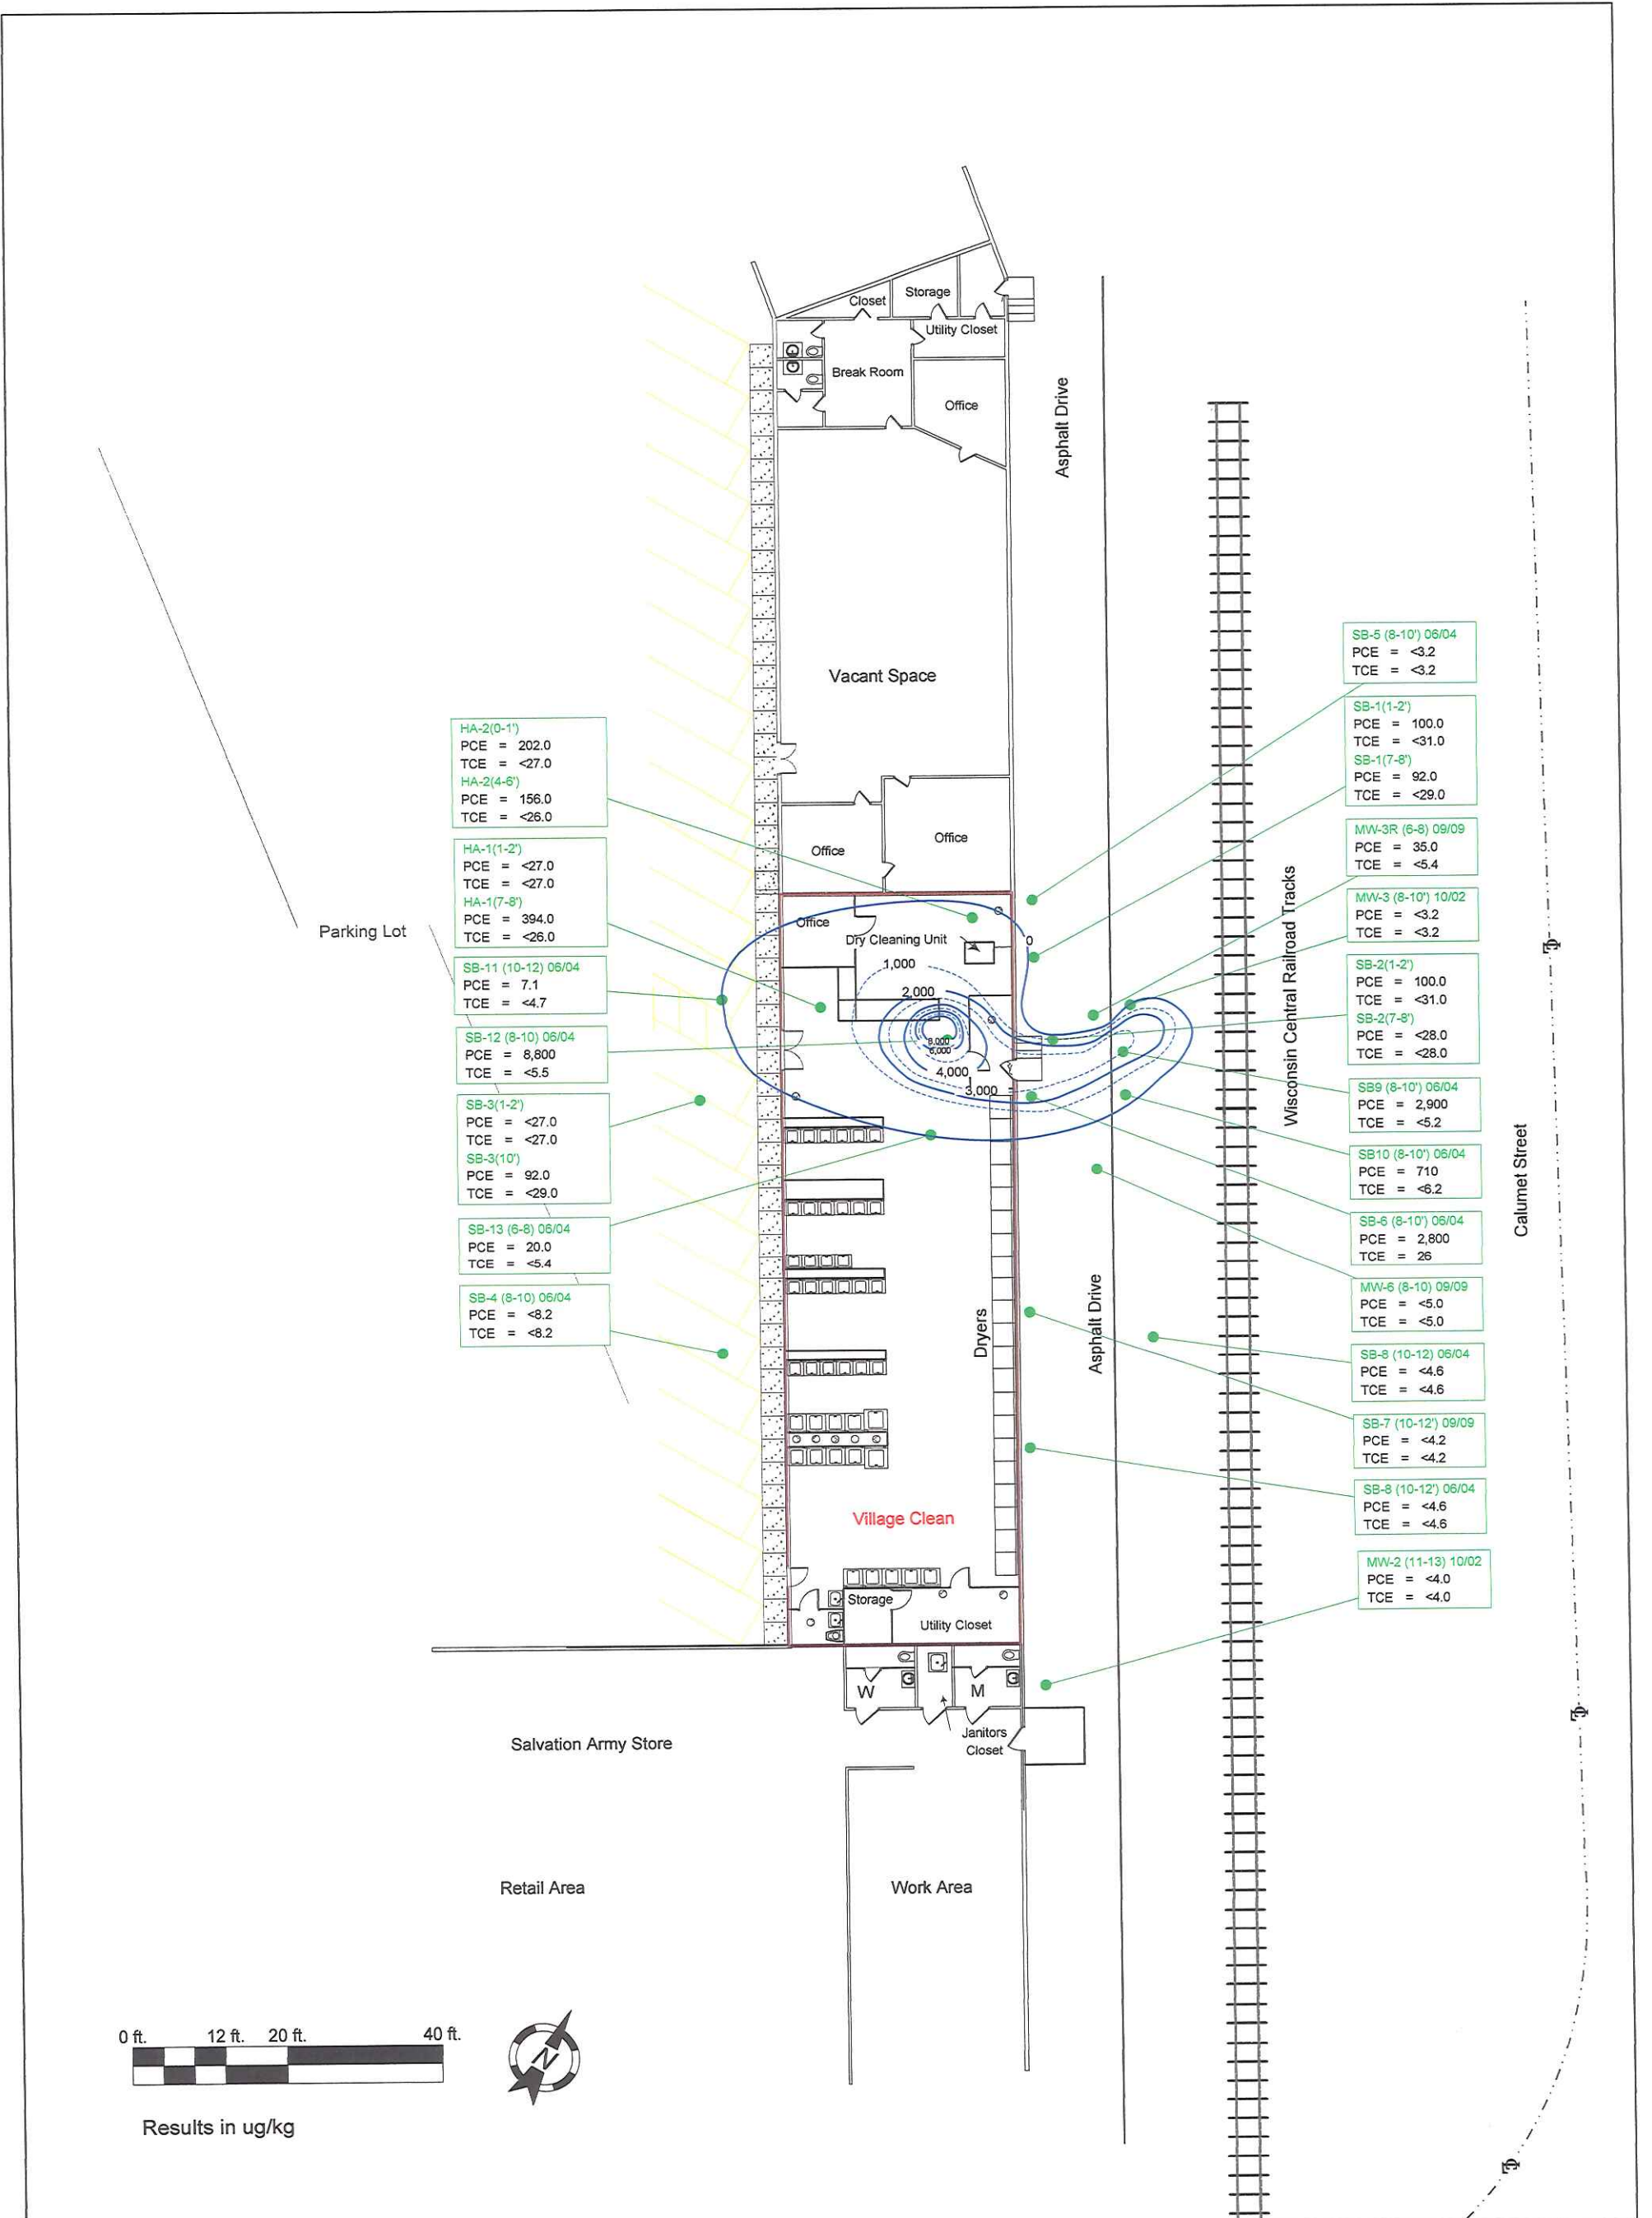 Closet
Storage
Utility Closet
Break Room
Office
Asphalt Drive
Vacant Space
Office
Office
Wisconsin Central Railroad Tracks
Calumet Street
Parking Lot
HA-2(0-1')
PCE = 202.0
TCE = <27.0
HA-2(4-6')
PCE = 156.0
TCE = <26.0
HA-1(1-2')
PCE = <27.0
TCE = <27.0
HA-1(7-8')
PCE = 394.0
TCE = <26.0
SB-11 (10-12) 06/04
PCE = 7.1
TCE = <4.7
SB-12 (8-10) 06/04
PCE = 8,800
TCE = <5.5
SB-3(1-2')
PCE = <27.0
TCE = <27.0
SB-3(10')
PCE = 92.0
TCE = <29.0
SB-13 (6-8) 06/04
PCE = 20.0
TCE = <5.4
SB-4 (8-10) 06/04
PCE = <8.2
TCE = <8.2
Office
Dry Cleaning Unit
0
1,000
2,000
8,000
6,000
4,000
3,000
SB-5 (8-10') 06/04
PCE = <3.2
TCE = <3.2
SB-1(1-2')
PCE = 100.0
TCE = <31.0
SB-1(7-8')
PCE = 92.0
TCE = <29.0
MW-3R (6-8) 09/09
PCE = 35.0
TCE = <5.4
MW-3 (8-10') 10/02
PCE = <3.2
TCE = <3.2
SB-2(1-2')
PCE = 100.0
TCE = <31.0
SB-2(7-8')
PCE = <28.0
TCE = <28.0
SB9 (8-10') 06/04
PCE = 2,900
TCE = <5.2
SB10 (8-10') 06/04
PCE = 710
TCE = <6.2
SB-6 (8-10') 06/04
PCE = 2,800
TCE = 26
MW-6 (8-10) 09/09
PCE = <5.0
TCE = <5.0
SB-8 (10-12) 06/04
PCE = <4.6
TCE = <4.6
SB-7 (10-12') 09/09
PCE = <4.2
TCE = <4.2
SB-8 (10-12') 06/04
PCE = <4.6
TCE = <4.6
MW-2 (11-13) 10/02
PCE = <4.0
TCE = <4.0
Dryers
Asphalt Drive
Village Clean
Storage
Utility Closet
W
M
Janitors
Closet
Salvation Army Store
Retail Area
Work Area
0 ft. 12 ft. 20 ft. 40 ft.
N
Results in ug/kg